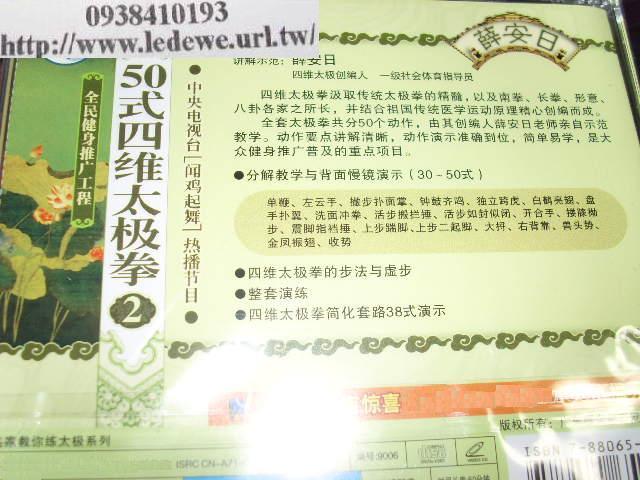 0938410193
http://www.ledewe.url.tw/
薛安日
讲解示范：薛安日
四维太极创编人 一级社会体育指导员
四维太极拳汲取传统太极拳的精髓，以及南拳、长拳、形意、
八卦各家之所长，并结合祖国传统医学运动原理精心创编而成。
全套太极拳共分50个动作，由其创编人薛安日老师亲自示范
教学。动作要点讲解清晰，动作演示准确到位，简单易学，是大
众健身推广普及的重点项目。
●分解教学与背面慢镜演示（30－50式）
单鞭、左云手、撤步扑面掌、钟鼓齐鸣、独立跨虎、白鹤亮翅、盘
手扑翼、洗面冲拳、活步搬拦捶、活步如封似闭、开合手、搂膝拗
步、震脚指裆捶、上步踹脚、上步二起脚、大捋、右背靠、兽头势、
金凤振翅、收势
●四维太极拳的步法与虚步
●整套演练
●四维太极拳简化套路38式演示
●中央电视台[闻鸡起舞]热播节目●
50式四维太极拳2
全民健身推广工程
惊喜
版权所有：
名家教你练太极系列
ISRC CN-A7
编号:9006
ISBN 7-88065-